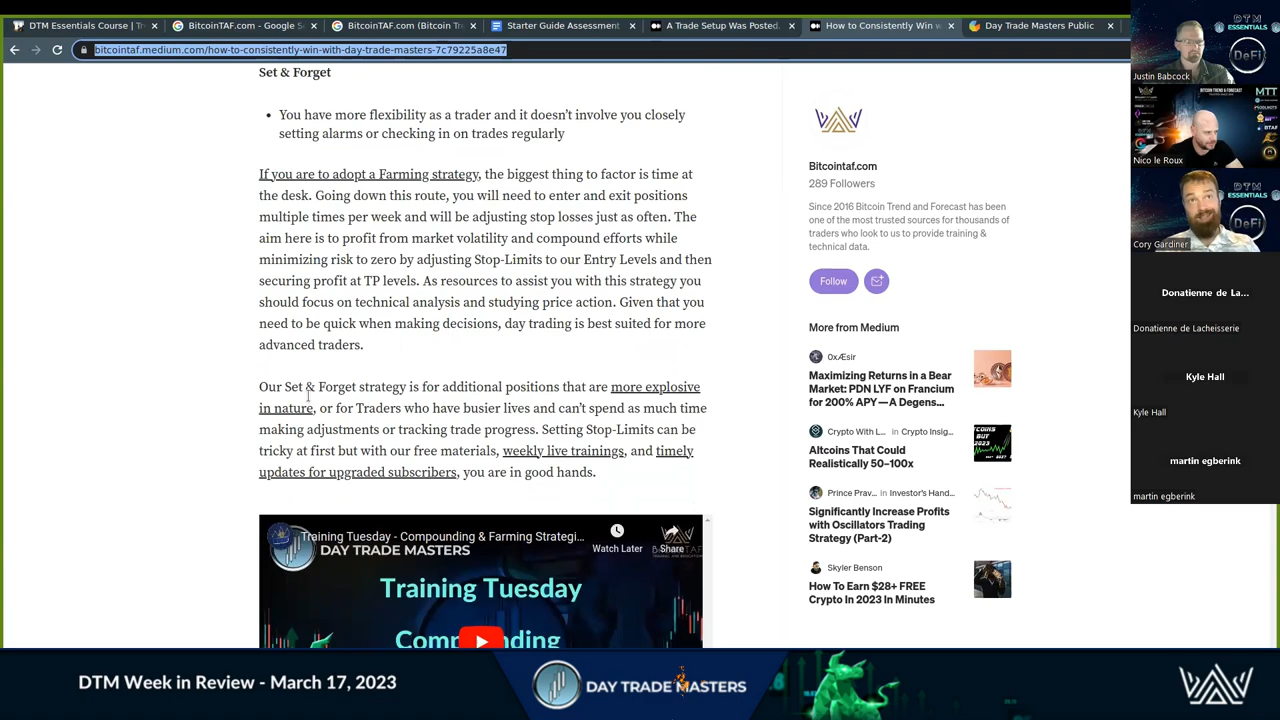 DTM Essentials Course | Tr
BitcoinTAF.com - Google S
BitcoinTAF.com (Bitcoin Tr
Starter Guide Assessment
A Trade Setup Was Posted.
How to Consistently Win w
Day Trade Masters Public
bitcointaf.medium.com/how-to-consistently-win-with-day-trade-masters-7c79225a8e47
Set & Forget
• You have more flexibility as a trader and it doesn't involve you closely
setting alarms or checking in on trades regularly
If you are to adopt a Farming strategy, the biggest thing to factor is time at
the desk. Going down this route, you will need to enter and exit positions
multiple times per week and will be adjusting stop losses just as often. The
aim here is to profit from market volatility and compound efforts while
minimizing risk to zero by adjusting Stop-Limits to our Entry Levels and then
securing profit at TP levels. As resources to assist you with this strategy you
should focus on technical analysis and studying price action. Given that you
need to be quick when making decisions, day trading is best suited for more
advanced traders.
Our Set & Forget strategy is for additional positions that are more explosive
in nature, or for Traders who have busier lives and can't spend as much time
making adjustments or tracking trade progress. Setting Stop-Limits can be
tricky at first but with our free materials, weekly live trainings, and timely
updates for upgraded subscribers, you are in good hands.
Training Tuesday - Compounding & Farming Strategi...
DAY TRADE MASTERS
Watch Later
Share
Training Tuesday
Bitcointaf.com
289 Followers
Since 2016 Bitcoin Trend and Forecast has been
one of the most trusted sources for thousands of
traders who look to us to provide training &
technical data.
Follow
More from Medium
0xÆsir
Maximizing Returns in a Bear
Market: PDN LYF on Francium
for 200% APY — A Degens...
Crypto With L... in Crypto Insig...
Altcoins That Could
Realistically 50–100x
Prince Prav... in Investor's Hand...
Significantly Increase Profits
with Oscillators Trading
Strategy (Part-2)
Skyler Benson
How To Earn $28+ FREE
Crypto In 2023 In Minutes
DTM
ESSENTIALS
DeFi
Justin Babcock
BITCOIN TREND & FORECAST
MTT
BTAF
Nico le Roux
DTM
ESSENTIALS
DeFi
Cory Gardiner
Donatienne de La...
Donatienne de Lacheisserie
Kyle Hall
Kyle Hall
martin egberink
martin egberink
DTM Week in Review - March 17, 2023
DAY TRADE MASTERS